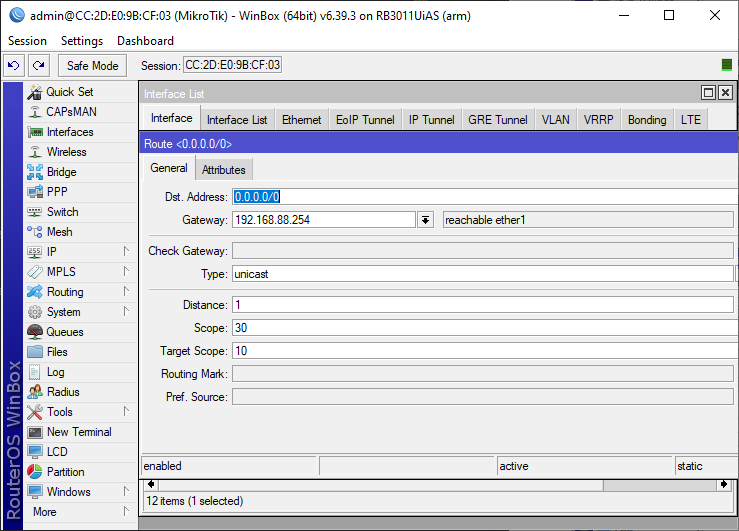 admin@CC:2D:E0:9B:CF:03 (MikroTik) - WinBox (64bit) v6.39.3 on RB3011UiAS (arm)
Session Settings Dashboard
Safe Mode Session: CC:2D:E0:9B:CF:03
Quick Set
CAPsMAN
Interfaces
Wireless
Bridge
PPP
Switch
Mesh
IP
MPLS
Routing
System
Queues
Files
Log
Radius
Tools
New Terminal
LCD
Partition
Windows
More
RouterOS WinBox
Interface List
Interface Interface List Ethernet EoIP Tunnel IP Tunnel GRE Tunnel VLAN VRRP Bonding LTE
Route <0.0.0.0/0>
General Attributes
Dst. Address: 0.0.0.0/0
Gateway: 192.168.88.254 reachable ether1
Check Gateway:
Type: unicast
Distance: 1
Scope: 30
Target Scope: 10
Routing Mark:
Pref. Source:
enabled active static
12 items (1 selected)